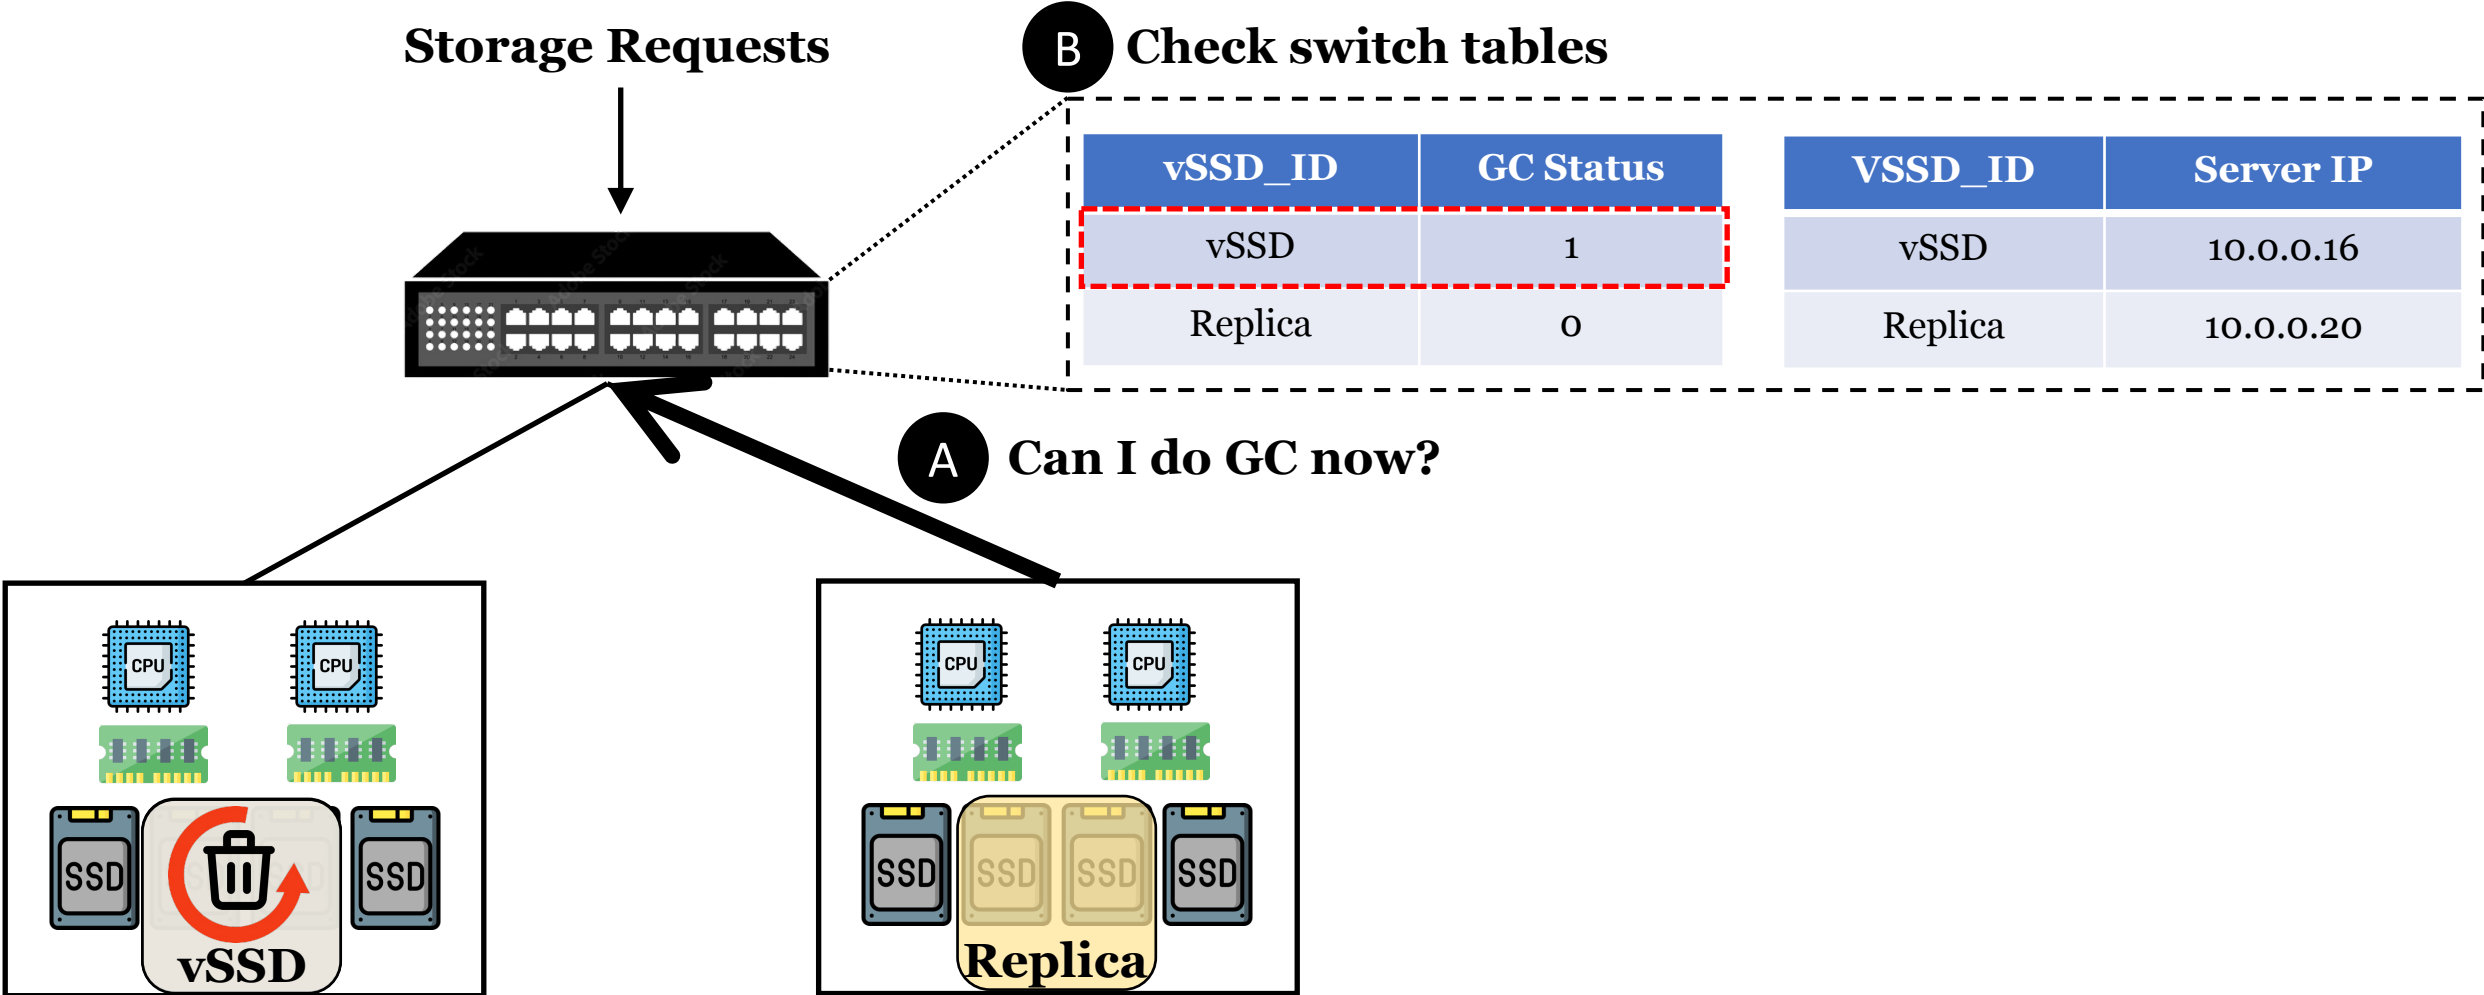 Storage Requests
B Check switch tables
vSSD_ID GC Status
vSSD 1
Replica 0
VSSD_ID Server IP
vSSD 10.0.0.16
Replica 10.0.0.20
A Can I do GC now?
CPU CPU
SSD SSD
vSSD
CPU CPU
SSD SSD SSD SSD
Replica